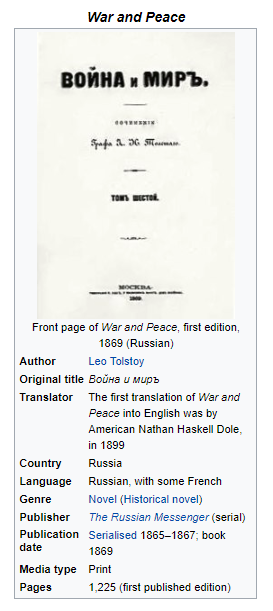 War and Peace
ВОЙНА и МИРЪ.
СОЧИНЕНІЕ
Графа Л. Н. Толстаго.
ТОМЪ ШЕСТОЙ.
МОСКВА.
1869.
Front page of War and Peace, first edition,
1869 (Russian)
Author Leo Tolstoy
Original title Война и миръ
Translator The first translation of War and
Peace into English was by
American Nathan Haskell Dole,
in 1899
Country Russia
Language Russian, with some French
Genre Novel (Historical novel)
Publisher The Russian Messenger (serial)
Publication Serialised 1865–1867; book
date 1869
Media type Print
Pages 1,225 (first published edition)